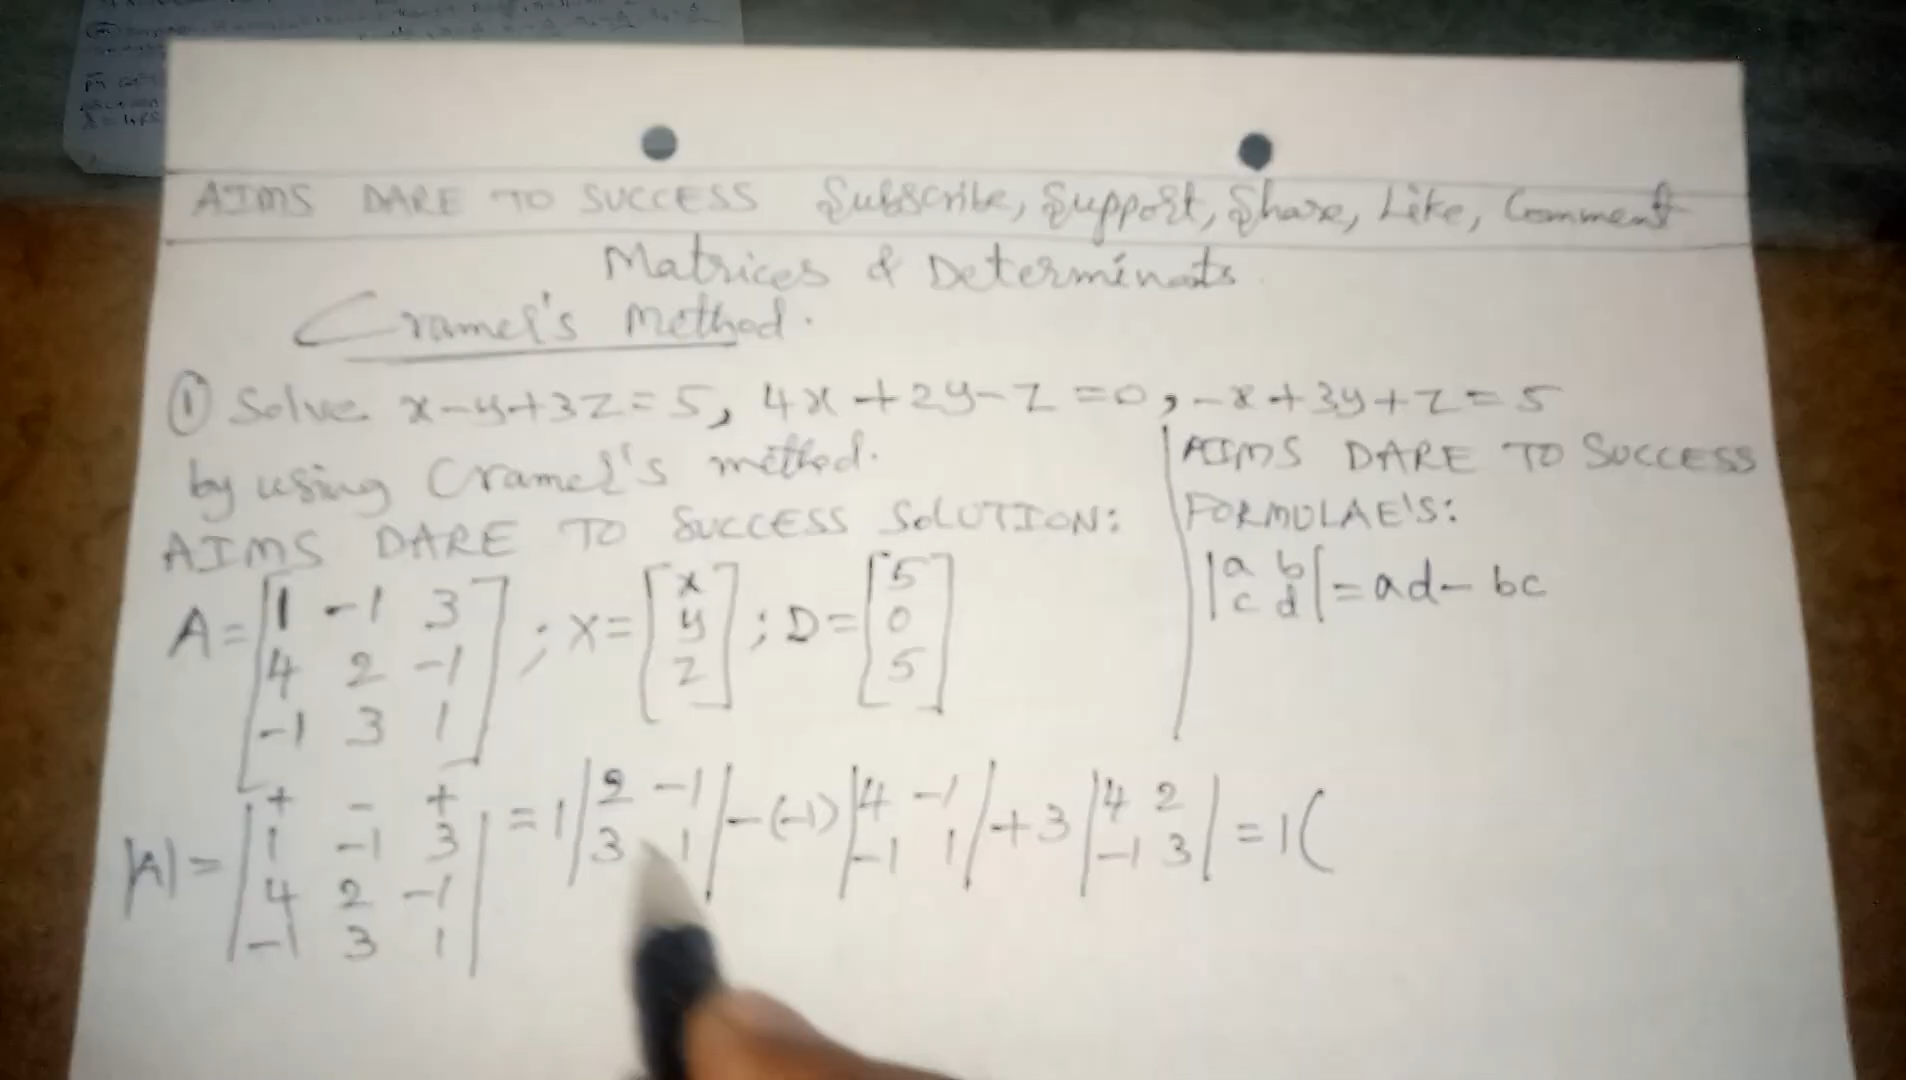 AIMS DARE TO SUCCESS Subscribe, Support, Share, Like, Comment
Matrices & Determinats
Cramer's Method.
① Solve x-y+3z=5, 4x+2y-z=0, -x+3y+z=5
by using Cramer's method.
AIMS DARE TO SUCCESS SOLUTION:
AIMS DARE TO SUCCESS
FORMULAE'S:
|a b| = ad - bc
|c d|
A = [1 -1 3] ; X = [x] ; D = [5]
[4 2 -1] [y] [0]
[-1 3 1] [z] [5]
+ - +
|A| = |1 -1 3| = 1 |2 -1| - (-1) |4 -1| + 3 |4 2| = 1(
|4 2 -1| |3 1| |-1 1| |-1 3|
|-1 3 1|